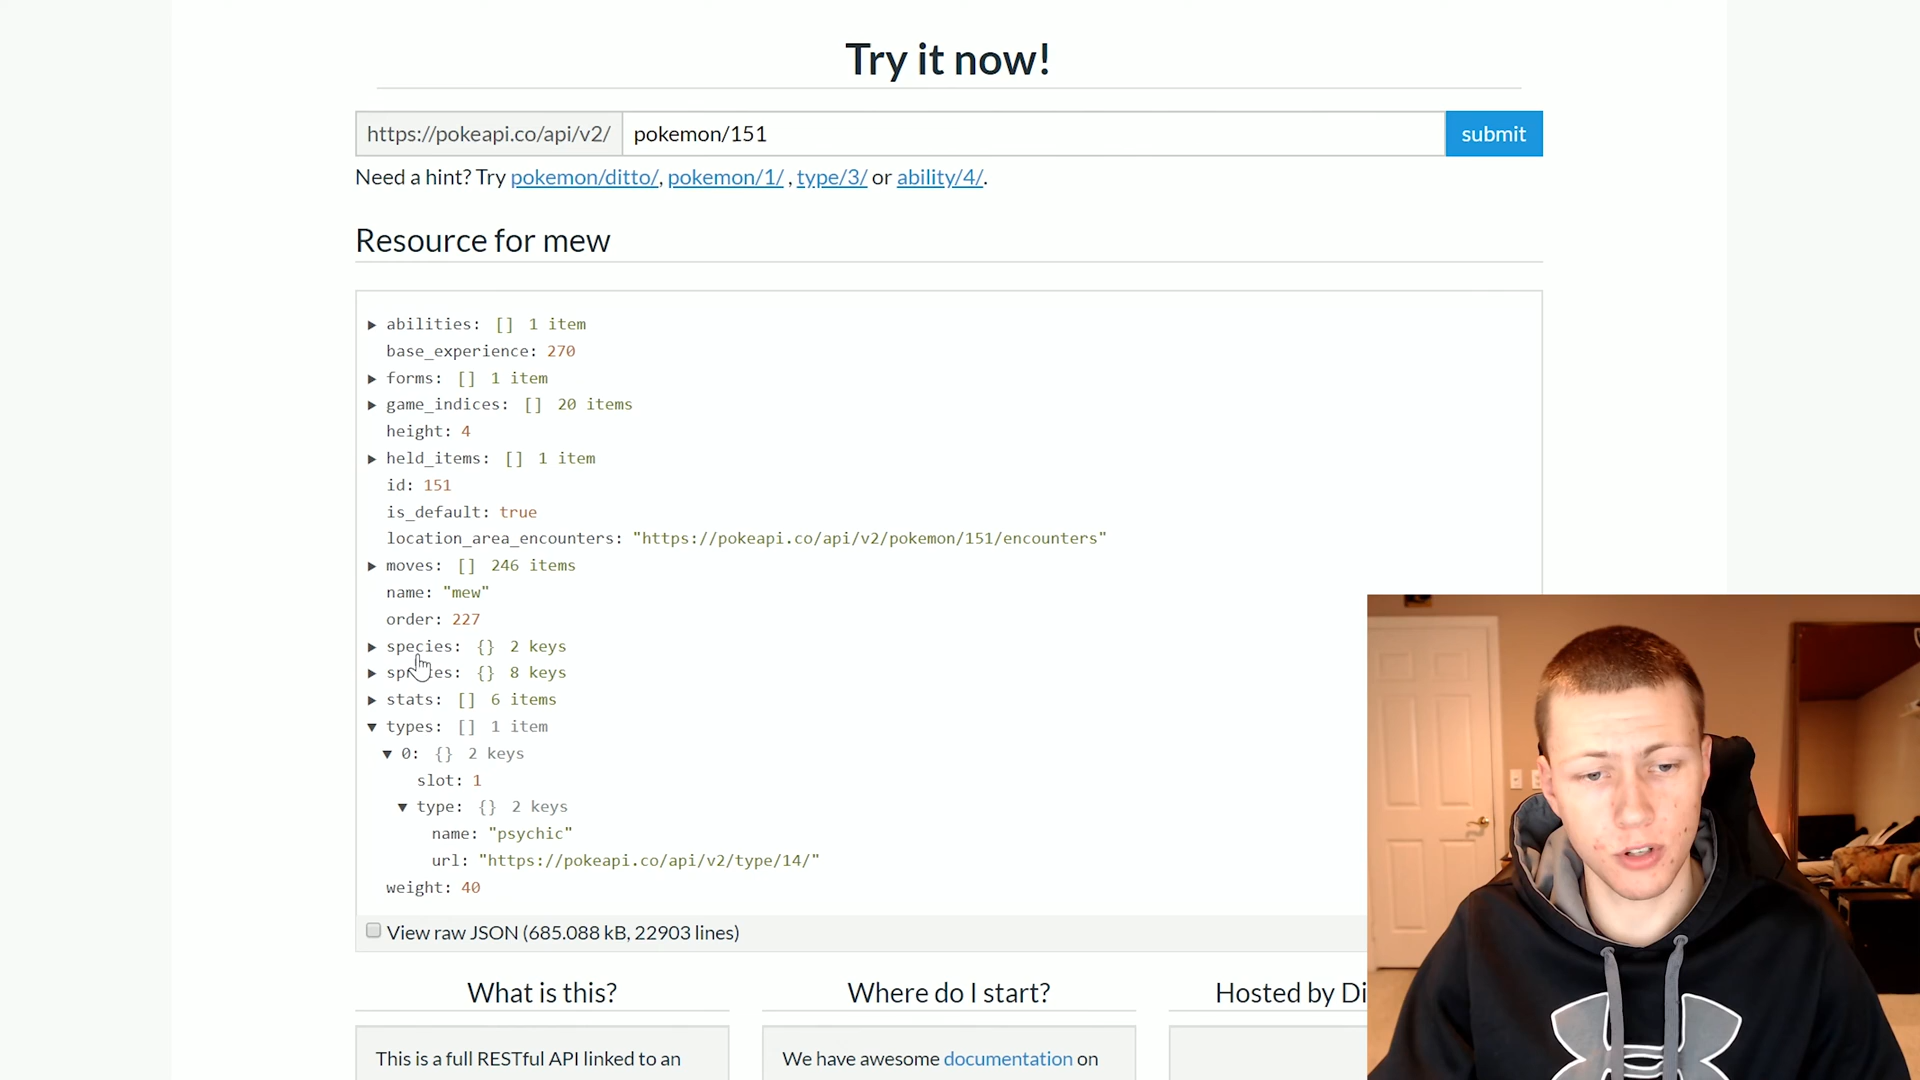 Try it now!
https://pokeapi.co/api/v2/ pokemon/151 submit
Need a hint? Try pokemon/ditto/, pokemon/1/ , type/3/ or ability/4/.
Resource for mew
▶ abilities: [] 1 item
base_experience: 270
▶ forms: [] 1 item
▶ game_indices: [] 20 items
height: 4
▶ held_items: [] 1 item
id: 151
is_default: true
location_area_encounters: "https://pokeapi.co/api/v2/pokemon/151/encounters"
▶ moves: [] 246 items
name: "mew"
order: 227
▶ species: {} 2 keys
▶ sprites: {} 8 keys
▶ stats: [] 6 items
▼ types: [] 1 item
▼ 0: {} 2 keys
slot: 1
▼ type: {} 2 keys
name: "psychic"
url: "https://pokeapi.co/api/v2/type/14/"
weight: 40
View raw JSON (685.088 kB, 22903 lines)
What is this?
This is a full RESTful API linked to an
Where do I start?
We have awesome documentation on
Hosted by Di